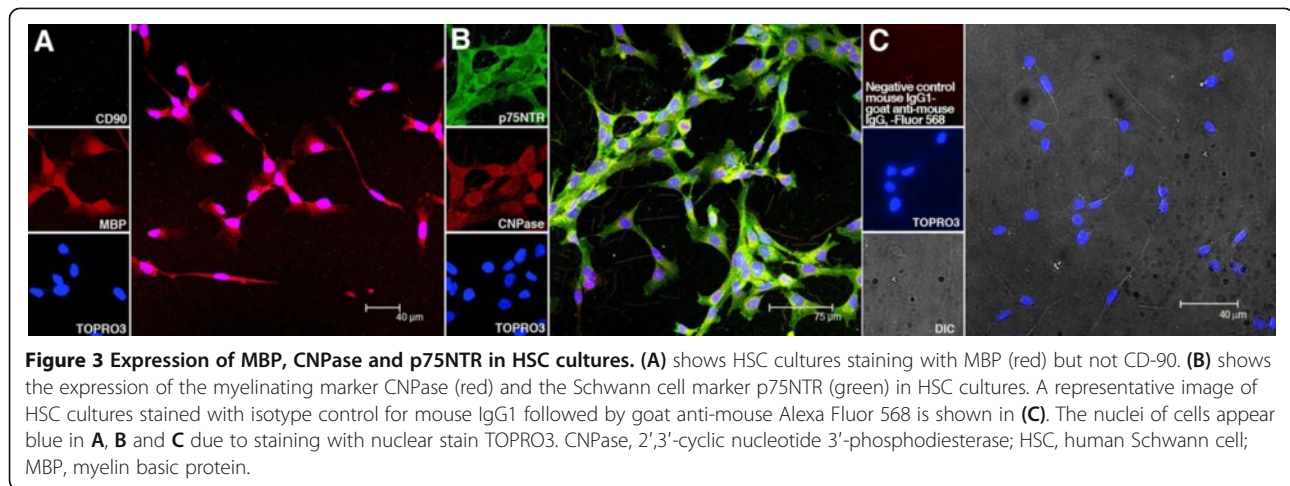 A
CD90
MBP
TOPRO3
40 µm
B
p75NTR
CNPase
TOPRO3
75 µm
C
Negative control
mouse IgG1-
goat anti-mouse
IgG, -Fluor 568
TOPRO3
DIC
40 µm
Figure 3 Expression of MBP, CNPase and p75NTR in HSC cultures. (A) shows HSC cultures staining with MBP (red) but not CD-90. (B) shows
the expression of the myelinating marker CNPase (red) and the Schwann cell marker p75NTR (green) in HSC cultures. A representative image of
HSC cultures stained with isotype control for mouse IgG1 followed by goat anti-mouse Alexa Fluor 568 is shown in (C). The nuclei of cells appear
blue in A, B and C due to staining with nuclear stain TOPRO3. CNPase, 2′,3′-cyclic nucleotide 3′-phosphodiesterase; HSC, human Schwann cell;
MBP, myelin basic protein.